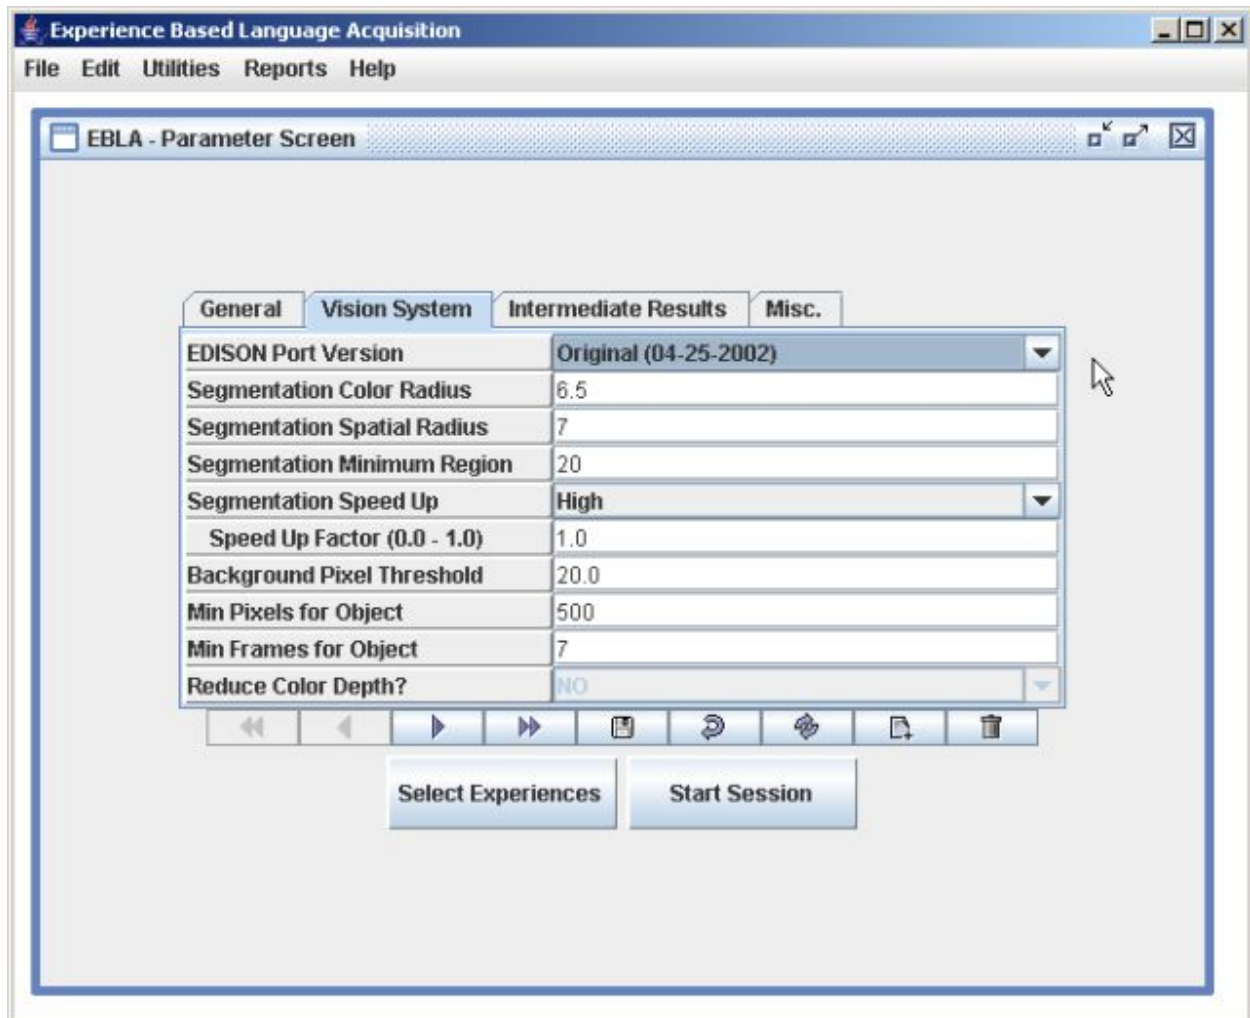 Experience Based Language Acquisition
File Edit Utilities Reports Help
EBLA - Parameter Screen
General Vision System Intermediate Results Misc.
EDISON Port Version Original (04-25-2002)
Segmentation Color Radius 6.5
Segmentation Spatial Radius 7
Segmentation Minimum Region 20
Segmentation Speed Up High
Speed Up Factor (0.0 - 1.0) 1.0
Background Pixel Threshold 20.0
Min Pixels for Object 500
Min Frames for Object 7
Reduce Color Depth? NO
Select Experiences Start Session